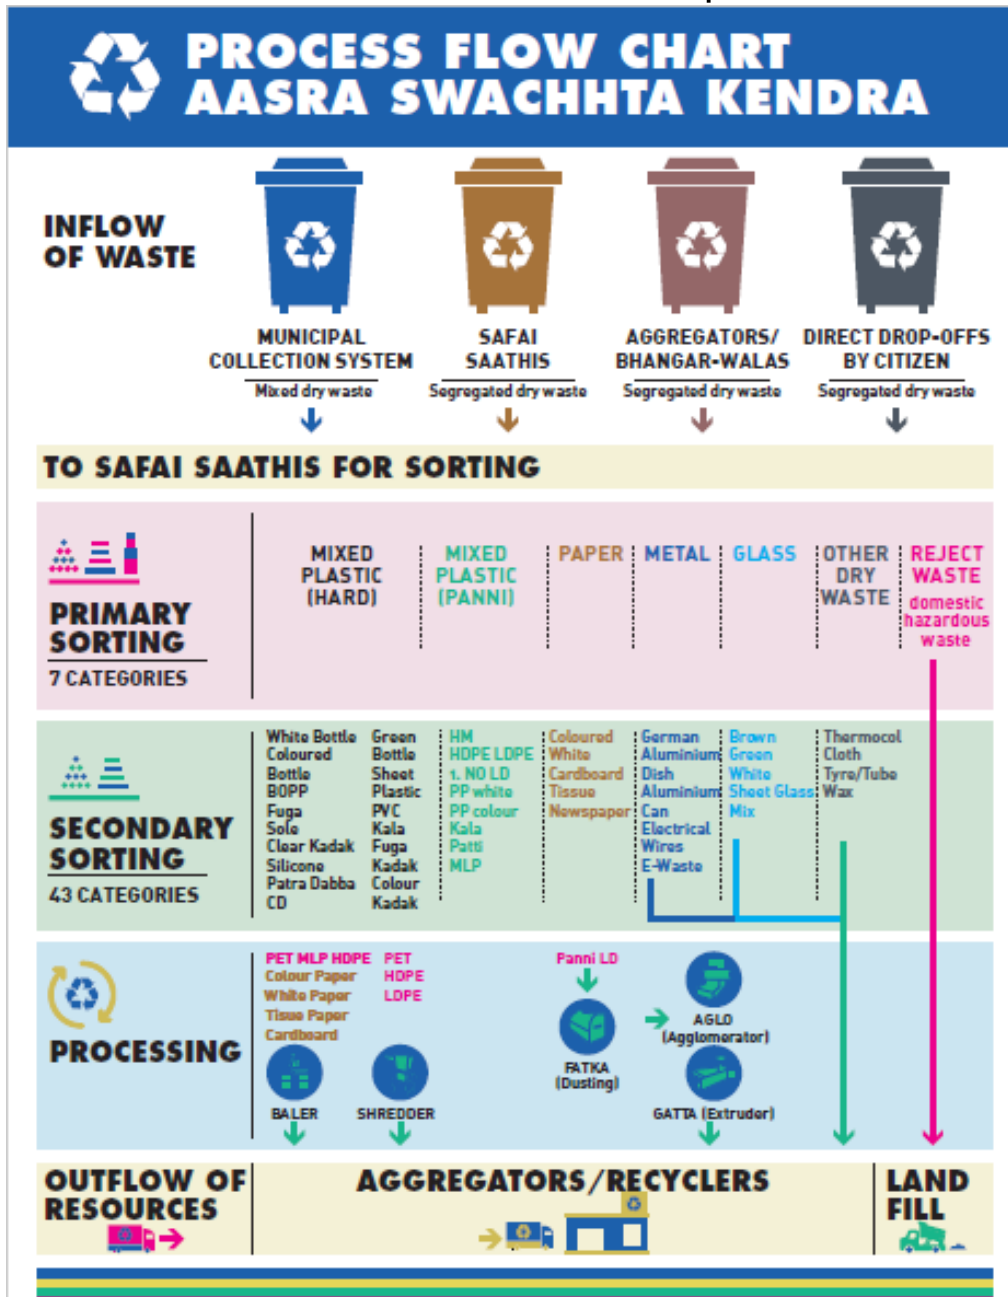 PROCESS FLOW CHART
AASRA SWACHHTA KENDRA
INFLOW
OF WASTE
MUNICIPAL
COLLECTION SYSTEM
Mixed dry waste
SAFAI
SAATHIS
Segregated dry waste
AGGREGATORS/
BHANGAR-WALAS
Segregated dry waste
DIRECT DROP-OFFS
BY CITIZEN
Segregated dry waste
TO SAFAI SAATHIS FOR SORTING
PRIMARY
SORTING
7 CATEGORIES
MIXED
PLASTIC
(HARD)
MIXED
PLASTIC
(PANNI)
PAPER
METAL
GLASS
OTHER
DRY
WASTE
REJECT
WASTE
domestic
hazardous
waste
SECONDARY
SORTING
43 CATEGORIES
White Bottle
Coloured
Bottle
BOPP
Fuga
Sole
Clear Kadak
Silicone
Patra Dabba
CD
Green
Bottle
Sheet
Plastic
PVC
Kala
Fuga
Kadak
Colour
Kadak
HM
HDPE LDPE
1. NO LD
PP white
PP colour
Kala
Patti
MLP
Coloured
White
Cardboard
Tissue
Newspaper
German
Aluminium
Dish
Aluminium
Can
Electrical
Wires
E-Waste
Brown
Green
White
Sheet Glass
Mix
Thermocol
Cloth
Tyre/Tube
Wax
PROCESSING
PET MLP HDPE
Colour Paper
White Paper
Tisue Paper
Cardboard
BALER
PET
HDPE
LDPE
SHREDDER
Panni LD
FATKA
(Dusting)
AGLO
(Agglomerator)
GATTA (Extruder)
OUTFLOW OF
RESOURCES
AGGREGATORS/RECYCLERS
LAND
FILL